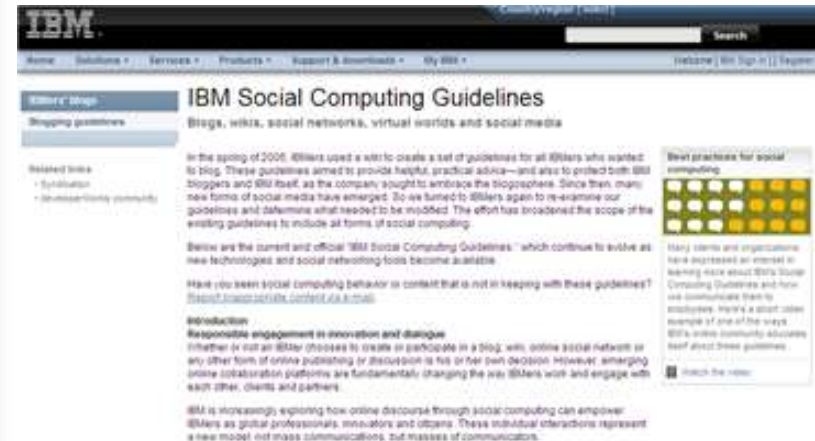 IBM
Country/region [ wiki ]
Search
Home Solutions Services Products Support & downloads My IBM
Welcome [ IBM Sign in ] [ Register
IBMers' blogs
Blogging guidelines
Related links
Syndication
developerWorks community
IBM Social Computing Guidelines
Blogs, wikis, social networks, virtual worlds and social media
In the spring of 2005, IBMers used a wiki to create a set of guidelines for all IBMers who wanted
to blog. These guidelines aimed to provide helpful, practical advice—and also to protect both IBM
bloggers and IBM itself, as the company sought to embrace the blogosphere. Since then, many
new forms of social media have emerged. So we turned to IBMers again to re-examine our
guidelines and determine what needed to be modified. The effort has broadened the scope of the
existing guidelines to include all forms of social computing.
Below are the current and official "IBM Social Computing Guidelines," which continue to evolve as
new technologies and social networking tools become available.
Have you seen social computing behavior or content that is not in keeping with these guidelines?
Report inappropriate content via e-mail.
Introduction
Responsible engagement in innovation and dialogue
Whether or not an IBMer chooses to create or participate in a blog, wiki, online social network or
any other form of online publishing or discussion is his or her own decision. However, emerging
online collaboration platforms are fundamentally changing the way IBMers work and engage with
each other, clients and partners.
IBM is increasingly exploring how online discourse through social computing can empower
IBMers as global professionals, innovators and citizens. These individual interactions represent
a new model: not mass communications, but masses of communicators.
Best practices for social
computing
Many clients and organizations
have expressed an interest in
learning more about IBM's Social
Computing Guidelines and how
we communicate them to
employees. Here's a short video
example of one of the ways
IBM's online community educates
itself about these guidelines.
Watch the video